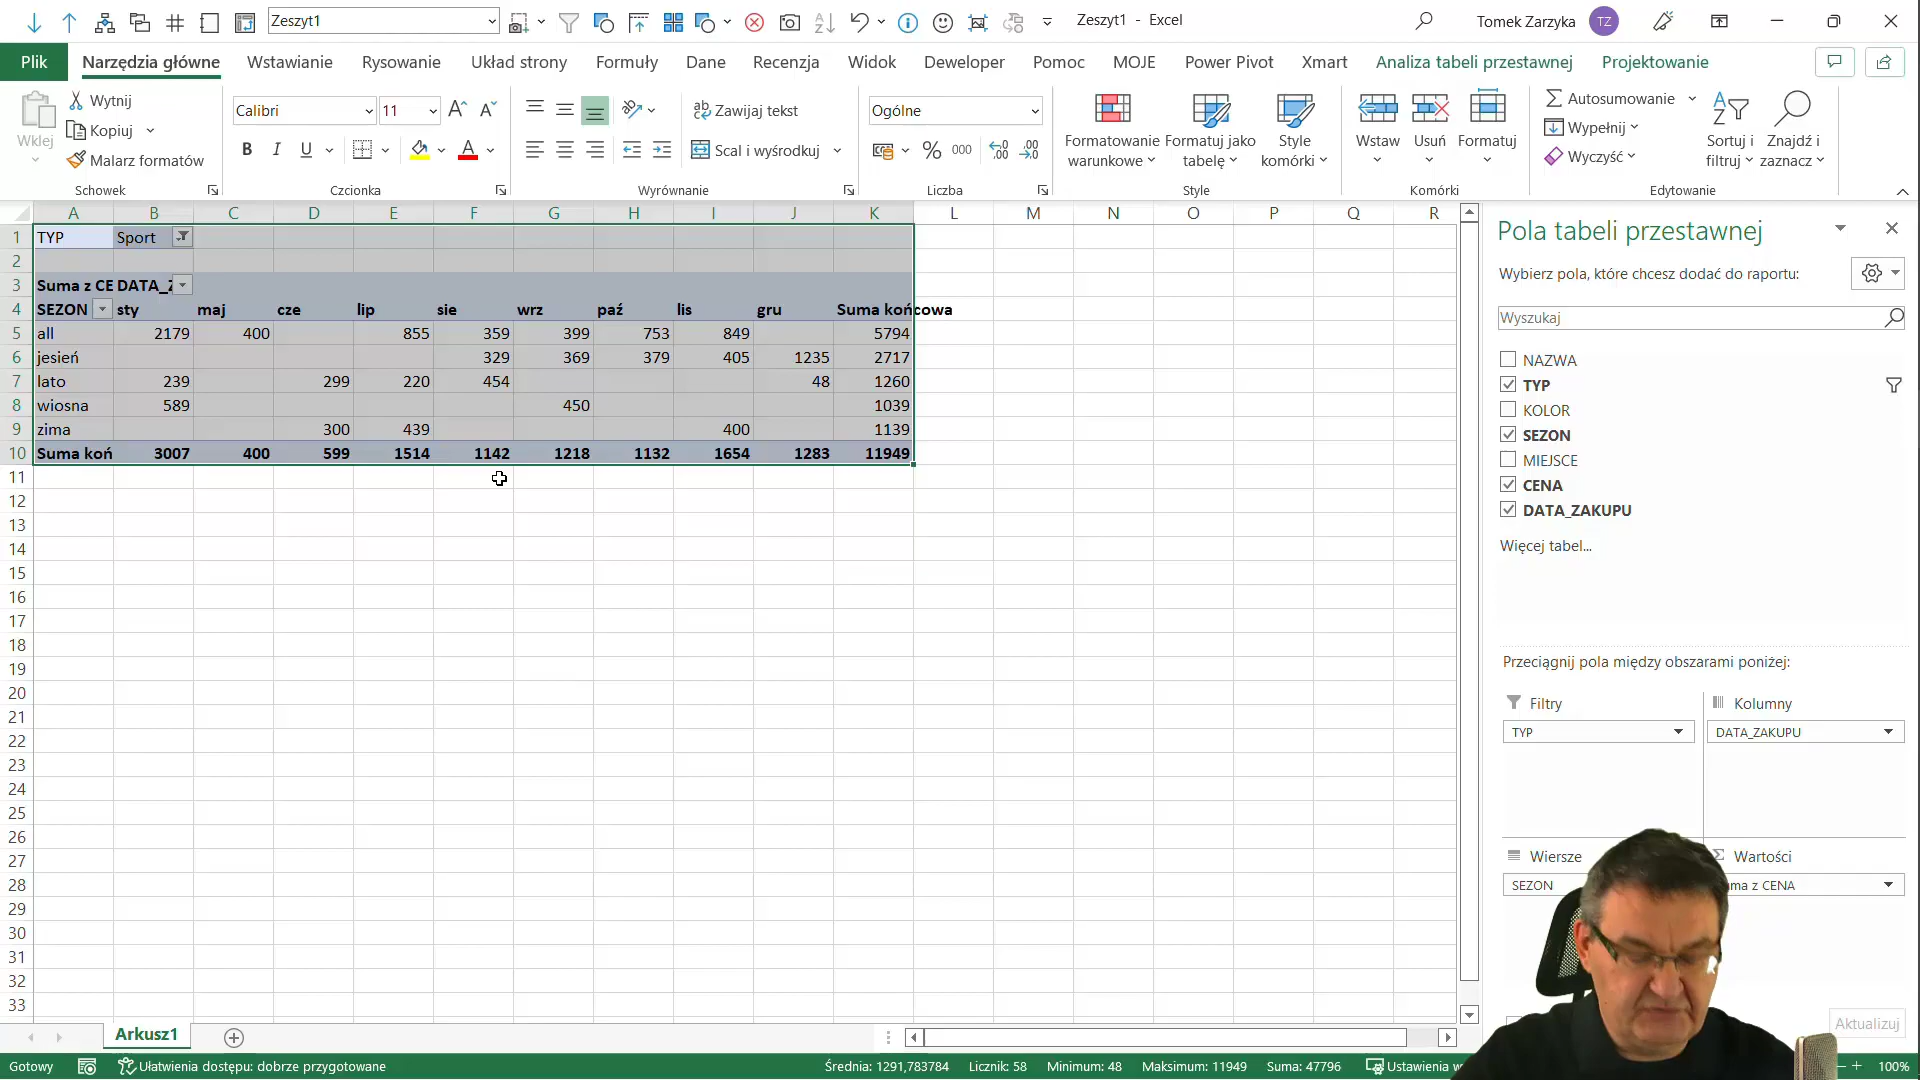 Zeszyt1
Zeszyt1 - Excel
Tomek Zarzyka TZ
Plik Narzędzia główne Wstawianie Rysowanie Układ strony Formuły Dane Recenzja Widok Deweloper Pomoc MOJE Power Pivot Xmart Analiza tabeli przestawnej Projektowanie
Wklej
Wytnij
Kopiuj
Malarz formatów
Schowek
Calibri 11
B I U
Czcionka
ab Zawijaj tekst
Scal i wyśrodkuj
Wyrównanie
Ogólne
% 000
Liczba
Formatowanie warunkowe
Formatuj jako tabelę
Style komórki
Style
Wstaw Usuń Formatuj
Komórki
Autosumowanie
Wypełnij
Wyczyść
Sortuj i filtruj
Znajdź i zaznacz
Edytowanie
A B C D E F G H I J K L M N O P Q R
1 TYP Sport
2
3 Suma z CE DATA_Z
4 SEZON sty maj cze lip sie wrz paź lis gru Suma końcowa
5 all 2179 400 855 359 399 753 849 5794
6 jesień 329 369 379 405 1235 2717
7 lato 239 299 220 454 48 1260
8 wiosna 589 450 1039
9 zima 300 439 400 1139
10 Suma koń 3007 400 599 1514 1142 1218 1132 1654 1283 11949
11
12
13
14
15
16
17
18
19
20
21
22
23
24
25
26
27
28
29
30
31
32
33
Pola tabeli przestawnej
Wybierz pola, które chcesz dodać do raportu:
Wyszukaj
NAZWA
TYP
KOLOR
SEZON
MIEJSCE
CENA
DATA_ZAKUPU
Więcej tabel...
Przeciągnij pola między obszarami poniżej:
Filtry
TYP
Kolumny
DATA_ZAKUPU
Wiersze
SEZON
Wartości
ma z CENA
Aktualizuj
Arkusz1
Gotowy
Ułatwienia dostępu: dobrze przygotowane
Średnia: 1291,783784 Licznik: 58 Minimum: 48 Maksimum: 11949 Suma: 47796 Ustawienia w
100%